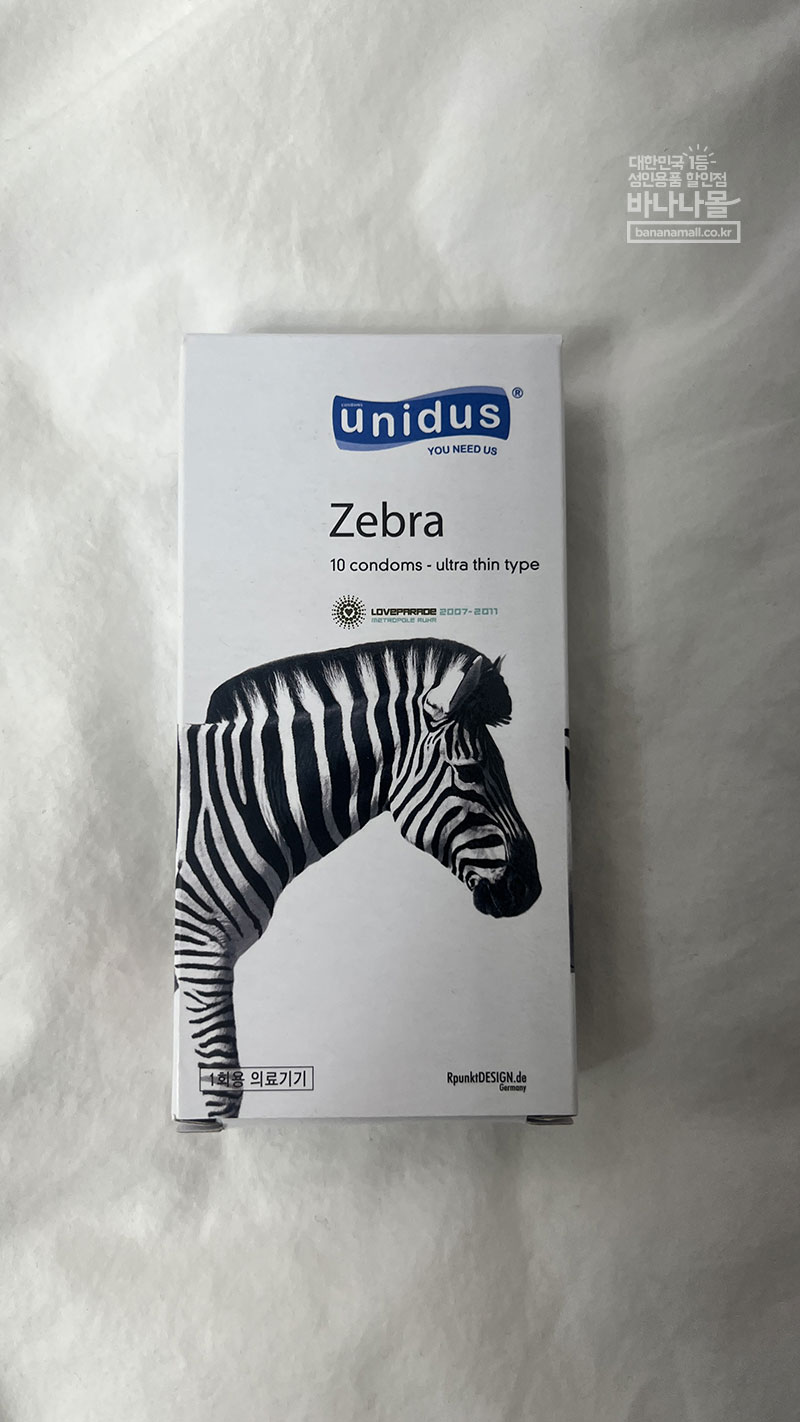 대한민국 1등
성인용품 할인점
바나나몰
bananamall.co.kr
CONDOMS
unidus®
YOU NEED US
Zebra
10 condoms - ultra thin type
LOVEPARADE 2007-2011
METROPOLE RUHR
1회용 의료기기
RpunktDESIGN.de
Germany